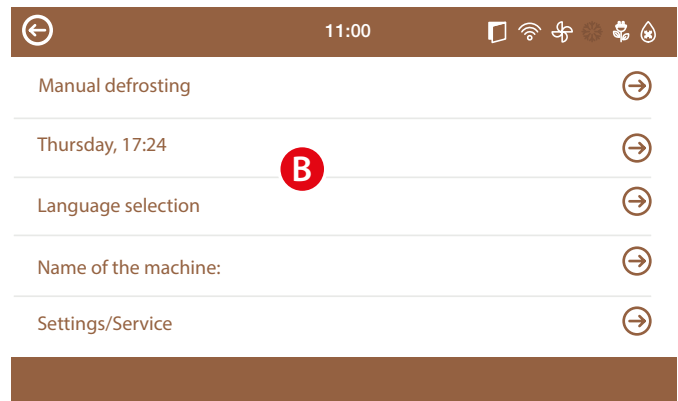 11:00
Manual defrosting
Thursday, 17:24
B
Language selection
Name of the machine:
Settings/Service